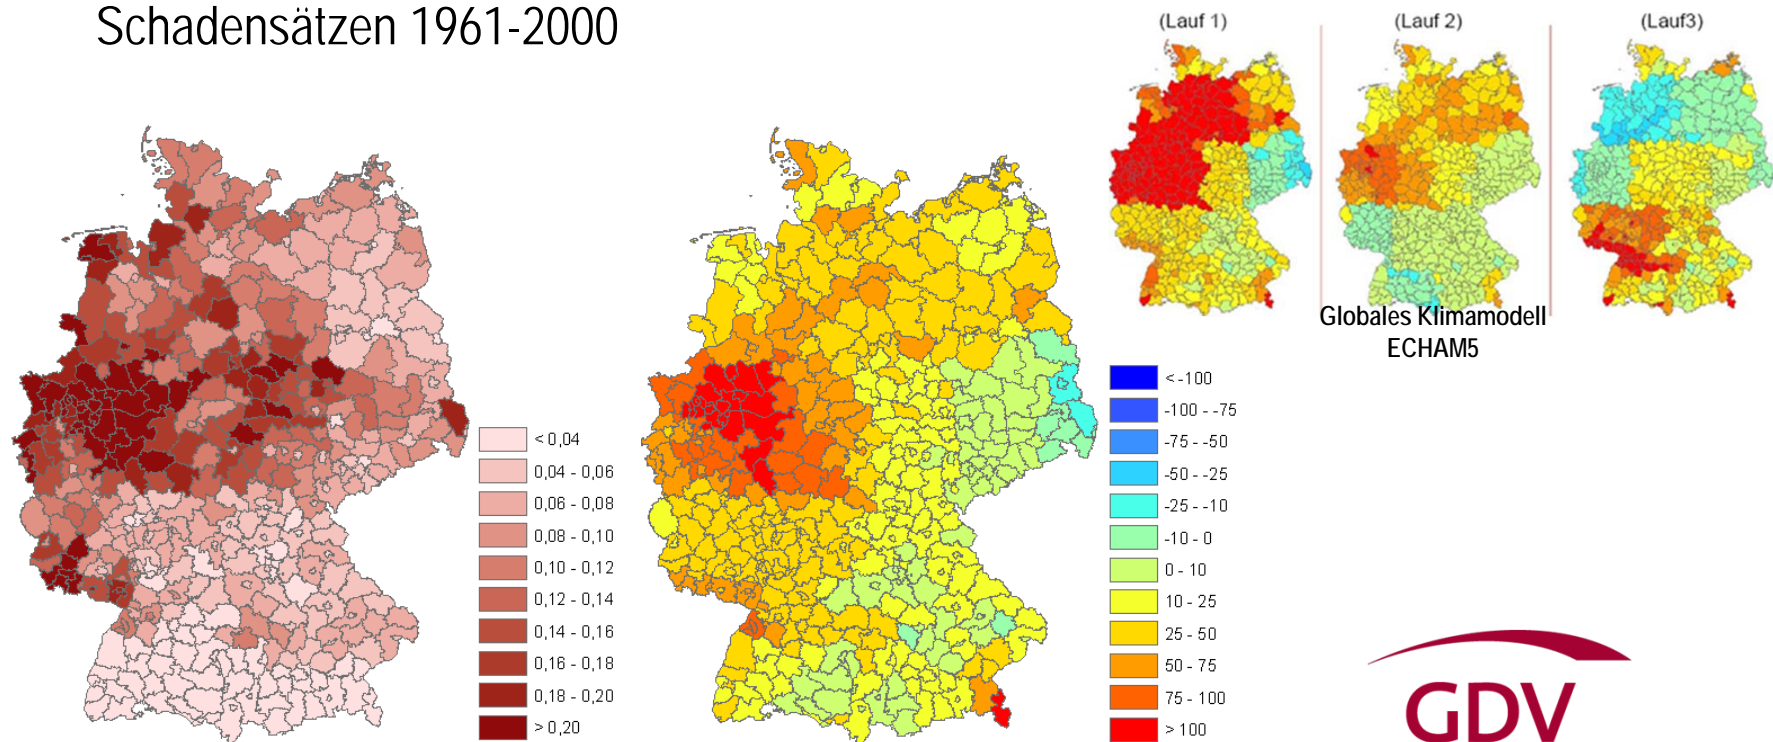 Schadensätzen 1961-2000
(Lauf 1)
(Lauf 2)
(Lauf3)
Globales Klimamodell
ECHAM5
< 0,04
0,04 - 0,06
0,06 - 0,08
0,08 - 0,10
0,10 - 0,12
0,12 - 0,14
0,14 - 0,16
0,16 - 0,18
0,18 - 0,20
> 0,20
< -100
-100 - -75
-75 - -50
-50 - -25
-25 - -10
-10 - 0
0 - 10
10 - 25
25 - 50
50 - 75
75 - 100
> 100
GDV